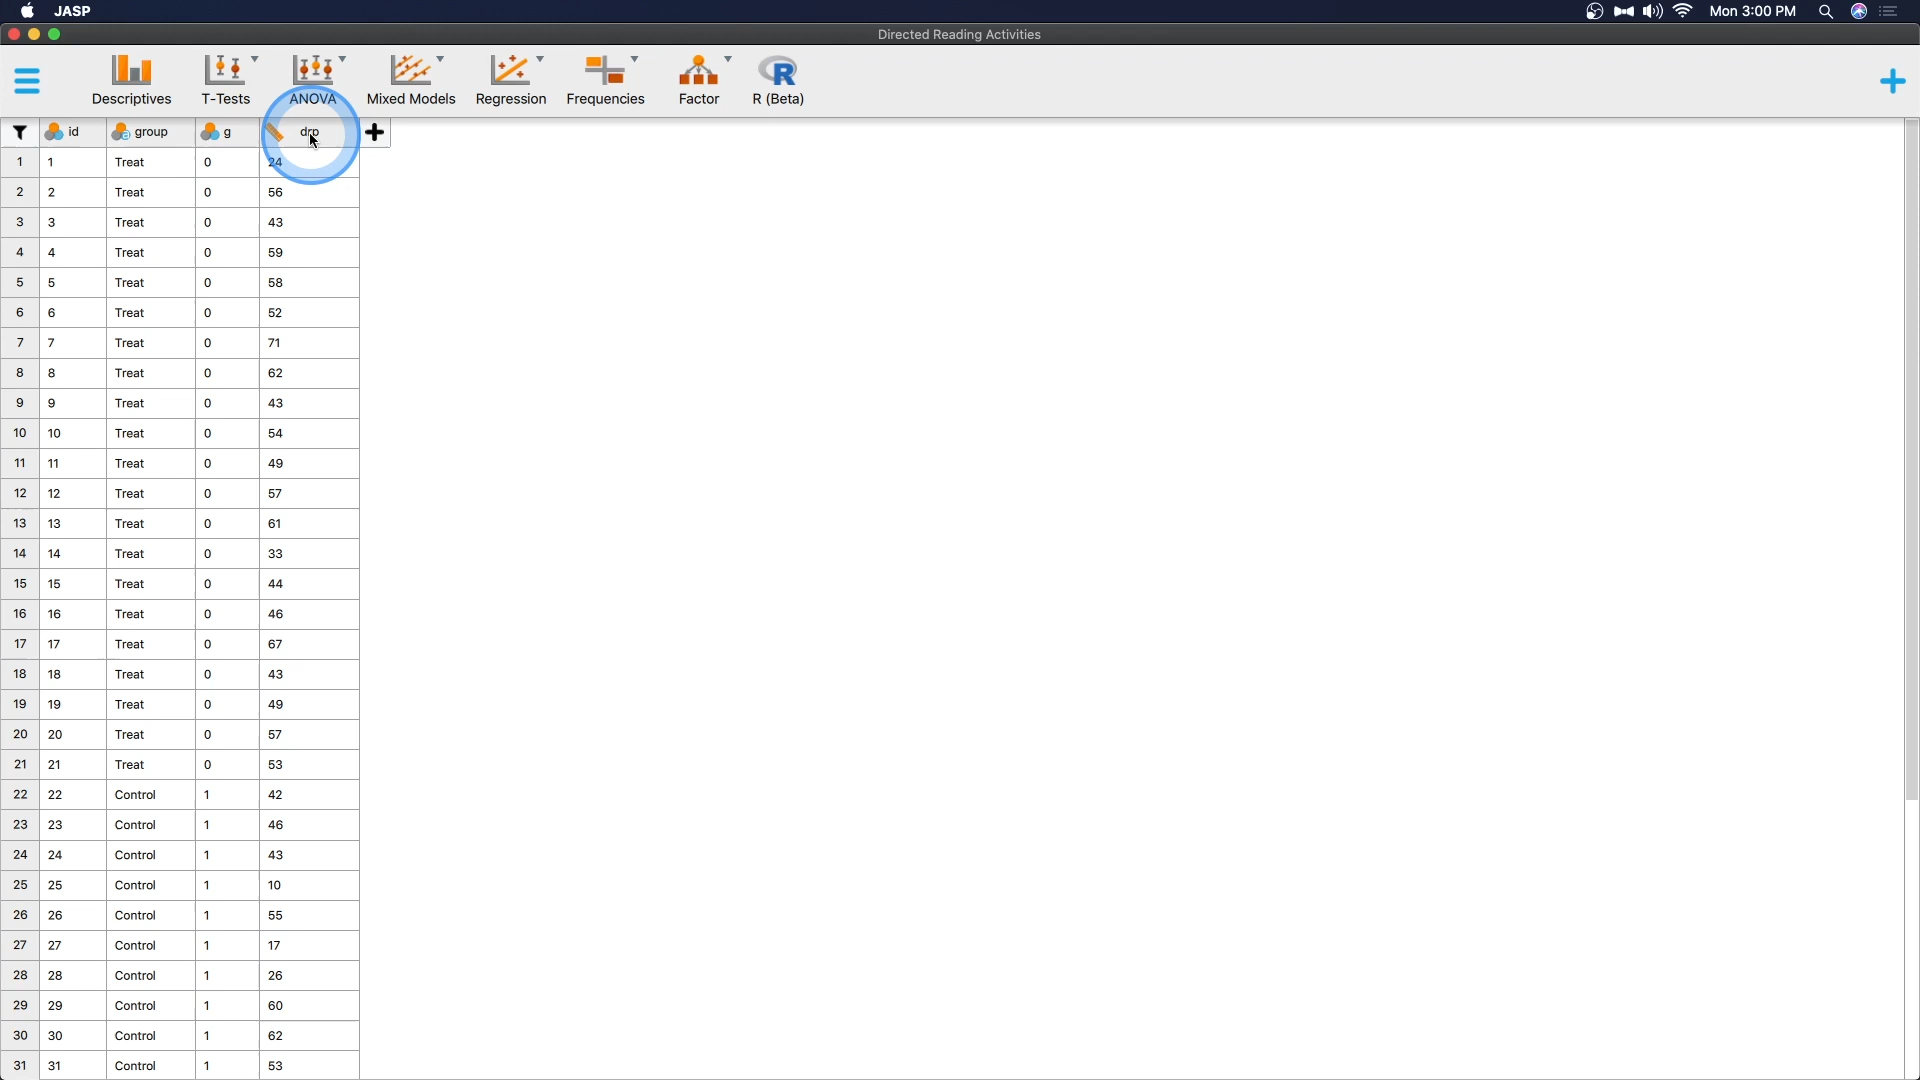 JASP Mon 3:00 PM
Directed Reading Activities
Descriptives T-Tests ANOVA Mixed Models Regression Frequencies Factor R (Beta)
id group g drp
1 1 Treat 0 24
2 2 Treat 0 56
3 3 Treat 0 43
4 4 Treat 0 59
5 5 Treat 0 58
6 6 Treat 0 52
7 7 Treat 0 71
8 8 Treat 0 62
9 9 Treat 0 43
10 10 Treat 0 54
11 11 Treat 0 49
12 12 Treat 0 57
13 13 Treat 0 61
14 14 Treat 0 33
15 15 Treat 0 44
16 16 Treat 0 46
17 17 Treat 0 67
18 18 Treat 0 43
19 19 Treat 0 49
20 20 Treat 0 57
21 21 Treat 0 53
22 22 Control 1 42
23 23 Control 1 46
24 24 Control 1 43
25 25 Control 1 10
26 26 Control 1 55
27 27 Control 1 17
28 28 Control 1 26
29 29 Control 1 60
30 30 Control 1 62
31 31 Control 1 53